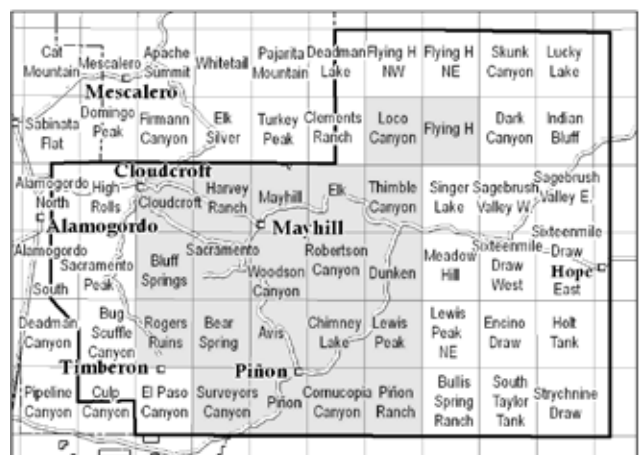 Cat Mountain
Mescalero
Apache Summit
Whitetail
Pajarita Mountain
Deadman Lake
Flying H NW
Flying H NE
Skunk Canyon
Lucky Lake
Mescalero
Sabinata Flat
Domingo Peak
Firmann Canyon
Elk Silver
Turkey Peak
Clements Ranch
Loco Canyon
Flying H
Dark Canyon
Indian Bluff
Cloudcroft
Alamogordo North
High Rolls
Cloudcroft
Harvey Ranch
Mayhill
Elk
Thimble Canyon
Singer Lake
Sagebrush Valley W
Sagebrush Valley E
Alamogordo
Mayhill
Alamogordo South
Sacramento Peak
Bluff Springs
Sacramento
Woodson Canyon
Robertson Canyon
Dunken
Meadow Hill
Sixteenmile Draw West
Sixteenmile Draw East
Hope
Deadman Canyon
Bug Scuffle Canyon
Rogers Ruins
Bear Spring
Avis
Chimney Lake
Lewis Peak
Lewis Peak NE
Encino Draw
Holt Tank
Timberon
Piñon
Pipeline Canyon
Culp Canyon
El Paso Canyon
Surveyors Canyon
Piñon
Cornucopia Canyon
Piñon Ranch
Bullis Spring Ranch
South Taylor Tank
Strychnine Draw